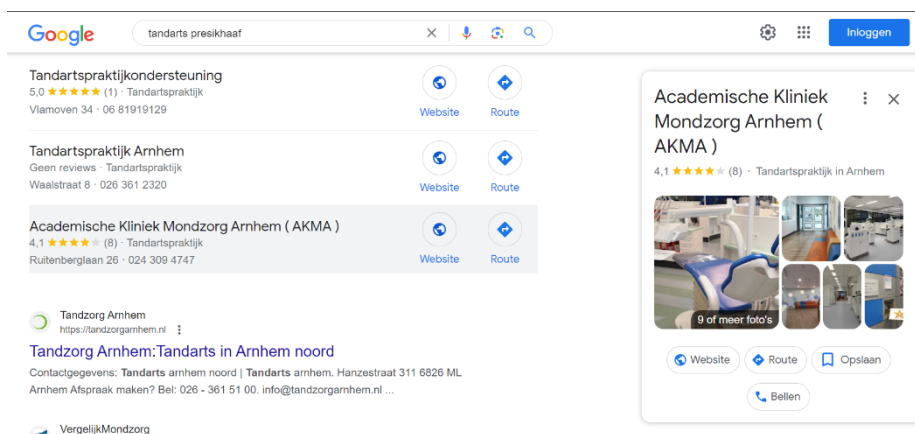 Google
tandarts presikhaaf
Inloggen
Tandartspraktijkondersteuning
5,0 ★★★★★ (1) · Tandartspraktijk
Vlamoven 34 · 06 81919129
Website
Route
Tandartspraktijk Arnhem
Geen reviews · Tandartspraktijk
Waalstraat 8 · 026 361 2320
Website
Route
Academische Kliniek Mondzorg Arnhem ( AKMA )
4,1 ★★★★★ (8) · Tandartspraktijk
Ruitenberglaan 26 · 024 309 4747
Website
Route
Tandzorg Arnhem
https://tandzorgarnhem.nl
Tandzorg Arnhem:Tandarts in Arnhem noord
Contactgegevens: Tandarts arnhem noord | Tandarts arnhem. Hanzestraat 311 6826 ML
Arnhem Afspraak maken? Bel: 026 - 361 51 00. info@tandzorgarnhem.nl ...
VergelijkMondzorg
Academische Kliniek
Mondzorg Arnhem (
AKMA )
4,1 ★★★★★ (8) · Tandartspraktijk in Arnhem
9 of meer foto's
Website
Route
Opslaan
Bellen